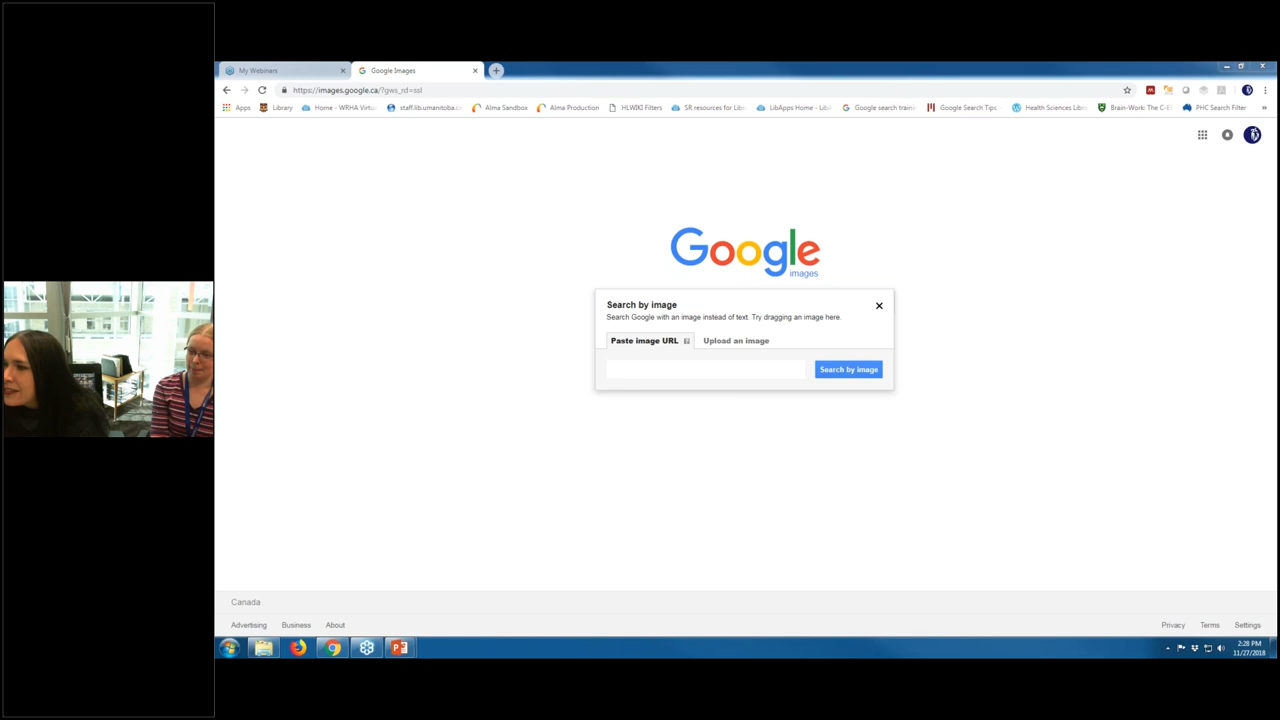 My Webinars
Google Images
https://images.google.ca/?gws_rd=ssl
Apps Library Home - WRHA Virtu staff.lib.umanitoba.c Alma Sandbox Alma Production HLWIKI Filters SR resources for Libr LibApps Home - Lib Google search traini Google Search Tips Health Sciences Libr Brain-Work: The C-E PHC Search Filter »
Google
images
Search by image
Search Google with an image instead of text. Try dragging an image here.
Paste image URL Upload an image
Search by image
Canada
Advertising Business About Privacy Terms Settings
2:28 PM
11/27/2018